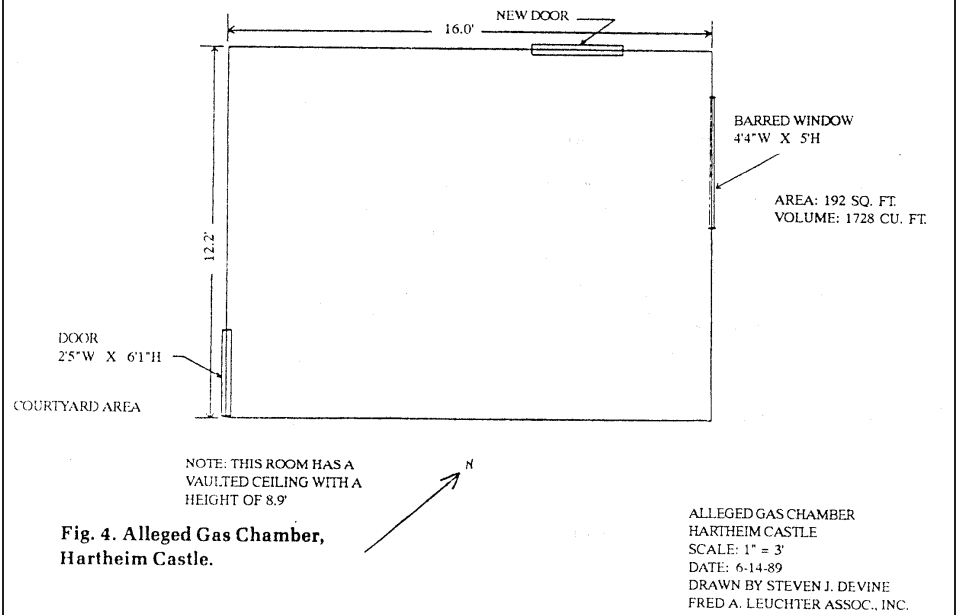 NEW DOOR
16.0'
BARRED WINDOW
4'4"W X 5'H
AREA: 192 SQ. FT.
VOLUME: 1728 CU. FT.
12.2'
DOOR
2'5"W X 6'1"H
COURTYARD AREA
NOTE: THIS ROOM HAS A
VAULTED CEILING WITH A
HEIGHT OF 8.9'
N
Fig. 4. Alleged Gas Chamber,
Hartheim Castle.
ALLEGED GAS CHAMBER
HARTHEIM CASTLE
SCALE: 1" = 3'
DATE: 6-14-89
DRAWN BY STEVEN J. DEVINE
FRED A. LEUCHTER ASSOC., INC.